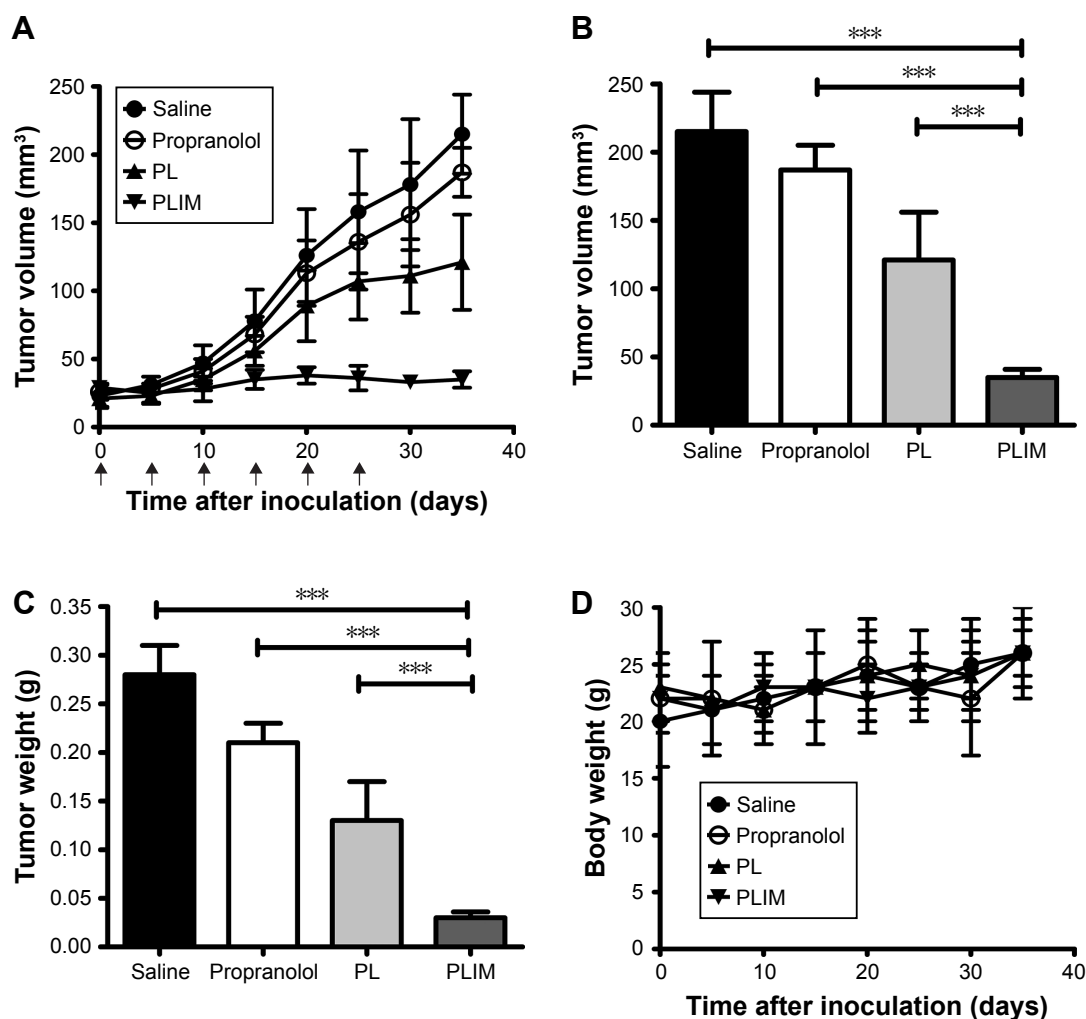 A
Tumor volume (mm³)
250
200
150
100
50
0
Saline
Propranolol
PL
PLIM
0
10
20
30
40
Time after inoculation (days)
B
***
***
***
Tumor volume (mm³)
250
200
150
100
50
0
Saline
Propranolol
PL
PLIM
C
***
***
***
Tumor weight (g)
0.35
0.30
0.25
0.20
0.15
0.10
0.05
0.00
Saline
Propranolol
PL
PLIM
D
Body weight (g)
30
25
20
15
10
5
0
Saline
Propranolol
PL
PLIM
0
10
20
30
40
Time after inoculation (days)